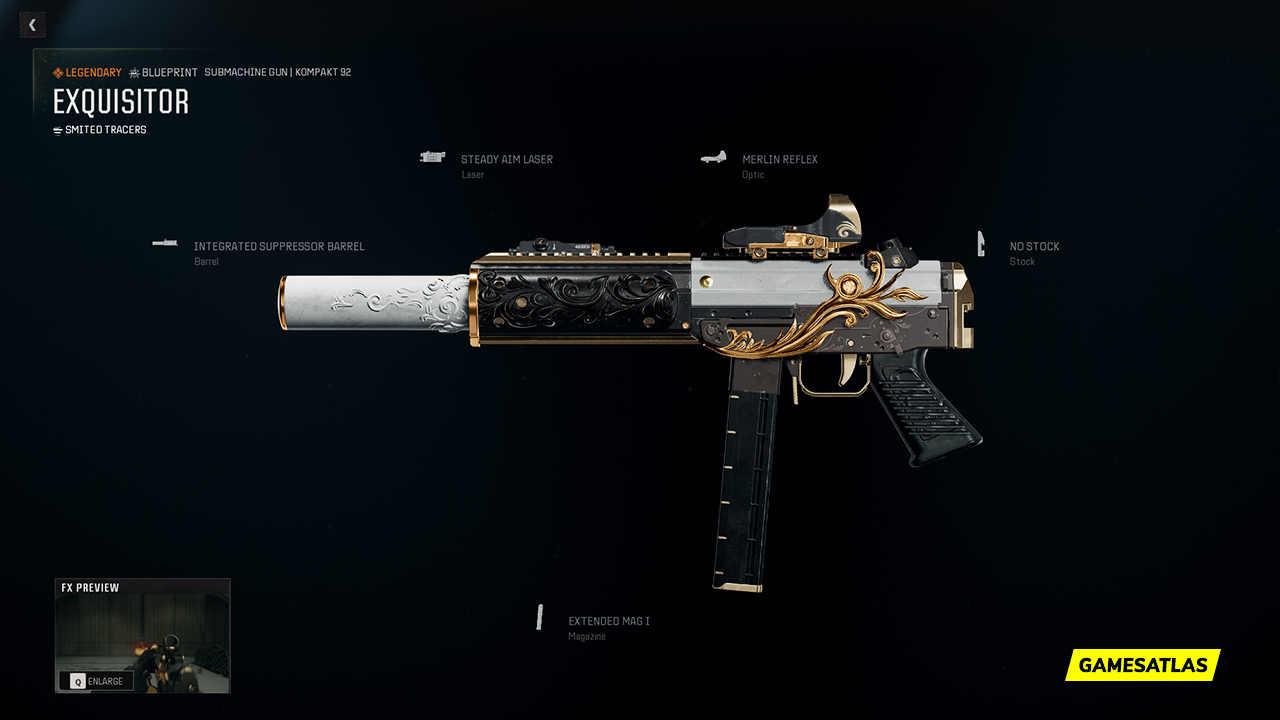 LEGENDARY BLUEPRINT SUBMACHINE GUN | KOMPAKT 92
EXQUISITOR
SMITED TRACERS
STEADY AIM LASER
Laser
MERLIN REFLEX
Optic
INTEGRATED SUPPRESSOR BARREL
Barrel
NO STOCK
Stock
EXTENDED MAG I
Magazine
FX PREVIEW
Q ENLARGE
GAMESATLAS